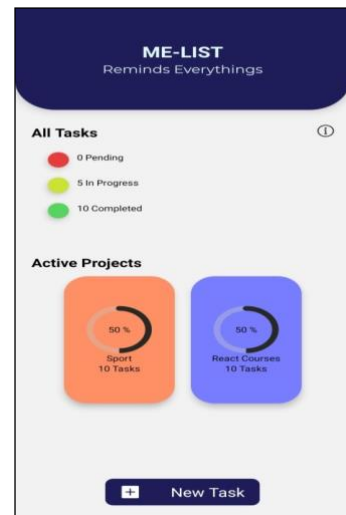 ME-LIST
Reminds Everythings
All Tasks
0 Pending
5 In Progress
10 Completed
Active Projects
50 %
Sport
10 Tasks
50 %
React Courses
10 Tasks
New Task